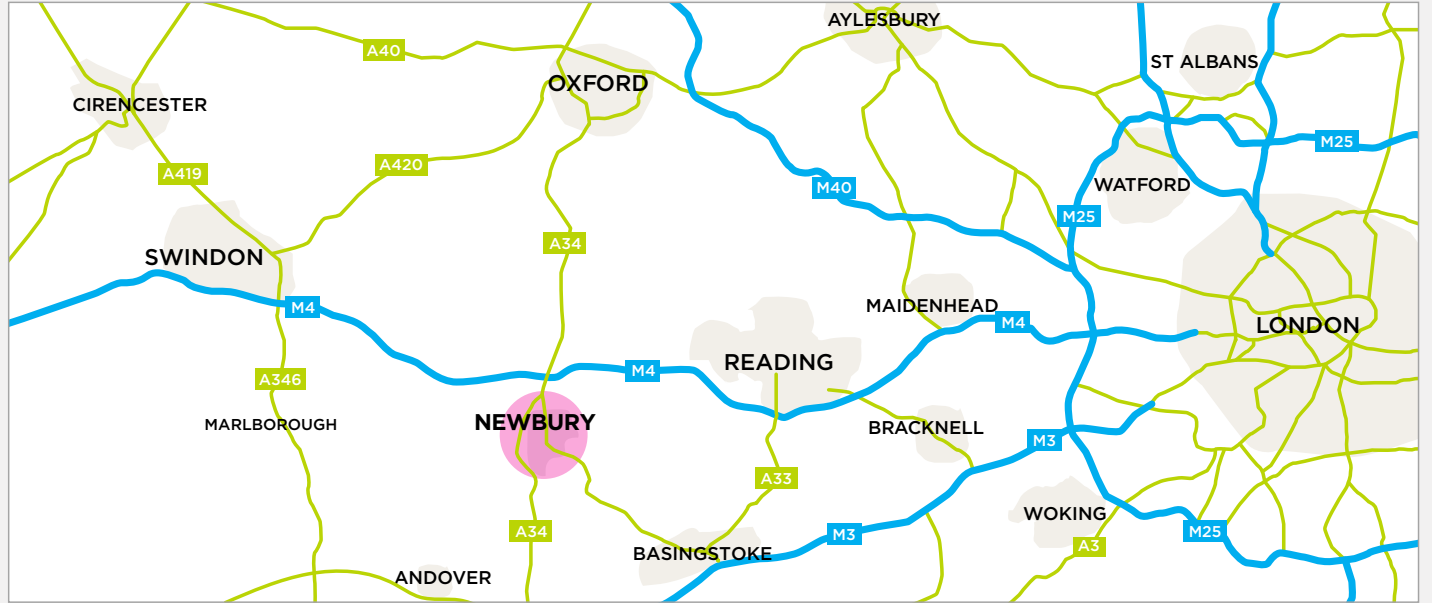 AYLESBURY
A40
ST ALBANS
OXFORD
CIRENCESTER
M25
A420
A419
WATFORD
M40
M25
A34
SWINDON
M4
MAIDENHEAD
M4
LONDON
READING
M4
A346
NEWBURY
MARLBOROUGH
BRACKNELL
M3
A33
WOKING
A34
M3
M25
A3
BASINGSTOKE
ANDOVER